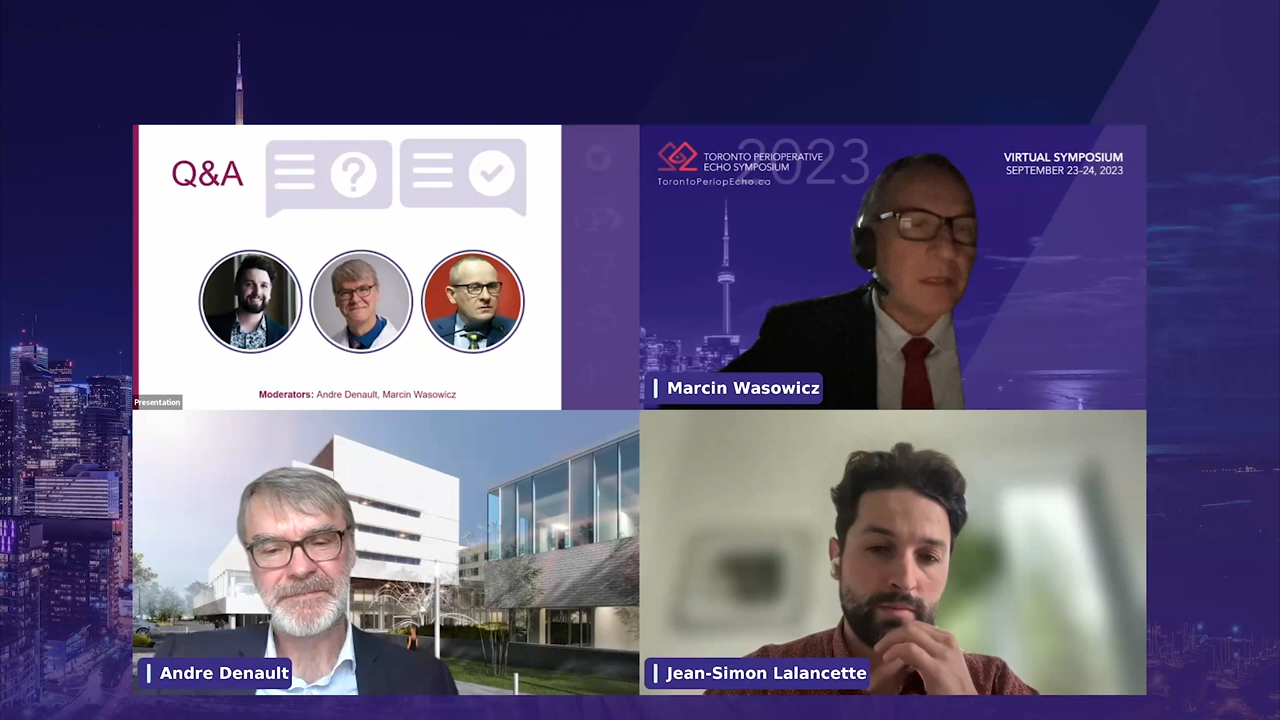 Q&A
?
Moderators: Andre Denault, Marcin Wasowicz
Presentation
2023
TORONTO PERIOPERATIVE
ECHO SYMPOSIUM
TorontoPeriopEcho.ca
VIRTUAL SYMPOSIUM
SEPTEMBER 23-24, 2023
Marcin Wasowicz
Andre Denault
Jean-Simon Lalancette